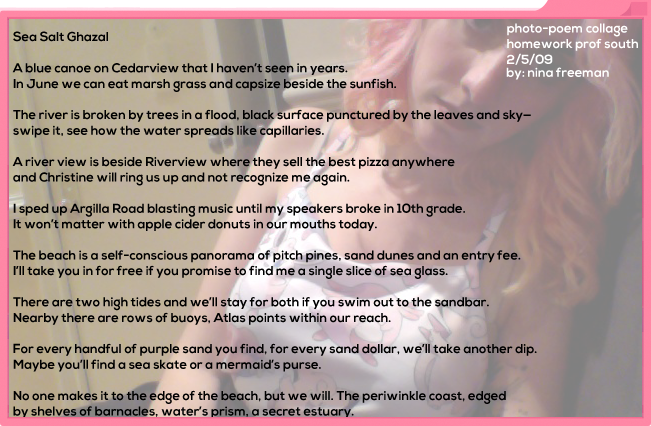 Sea Salt Ghazal
photo-poem collage
homework prof south
2/5/09
by: nina freeman
A blue canoe on Cedarview that I haven't seen in years.
In June we can eat marsh grass and capsize beside the sunfish.
The river is broken by trees in a flood, black surface punctured by the leaves and sky—
swipe it, see how the water spreads like capillaries.
A river view is beside Riverview where they sell the best pizza anywhere
and Christine will ring us up and not recognize me again.
I sped up Argilla Road blasting music until my speakers broke in 10th grade.
It won't matter with apple cider donuts in our mouths today.
The beach is a self-conscious panorama of pitch pines, sand dunes and an entry fee.
I'll take you in for free if you promise to find me a single slice of sea glass.
There are two high tides and we'll stay for both if you swim out to the sandbar.
Nearby there are rows of buoys, Atlas points within our reach.
For every handful of purple sand you find, for every sand dollar, we'll take another dip.
Maybe you'll find a sea skate or a mermaid's purse.
No one makes it to the edge of the beach, but we will. The periwinkle coast, edged
by shelves of barnacles, water's prism, a secret estuary.